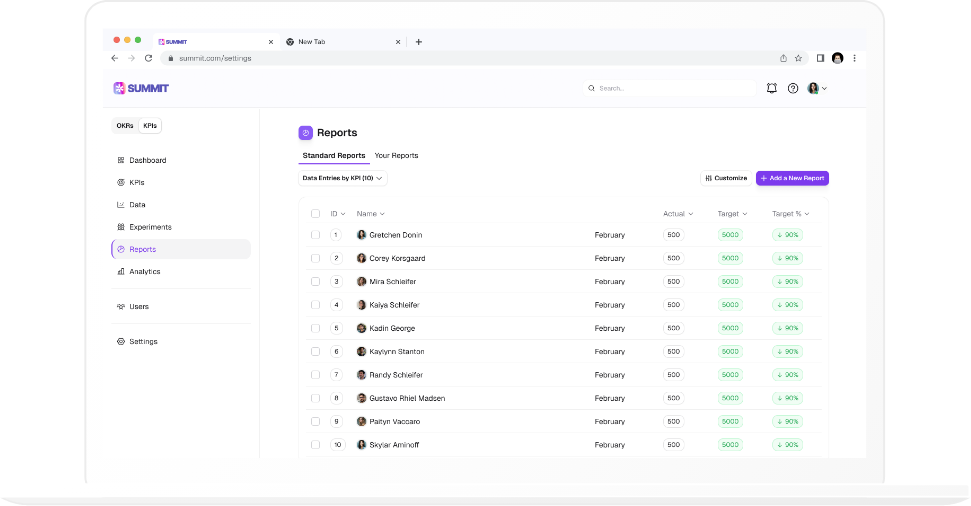 SUMMIT
New Tab
summit.com/settings
SUMMIT
Search...
OKRs KPIs
Dashboard
KPIs
Data
Experiments
Reports
Analytics
Users
Settings
Reports
Standard Reports Your Reports
Data Entries by KPI (10)
Customize + Add a New Report
ID Name Actual Target Target %
1 Gretchen Donin February 500 5000 ↓ 90%
2 Corey Korsgaard February 500 5000 ↓ 90%
3 Mira Schleifer February 500 5000 ↓ 90%
4 Kaiya Schleifer February 500 5000 ↓ 90%
5 Kadin George February 500 5000 ↓ 90%
6 Kaylynn Stanton February 500 5000 ↓ 90%
7 Randy Schleifer February 500 5000 ↓ 90%
8 Gustavo Rhiel Madsen February 500 5000 ↓ 90%
9 Paityn Vaccaro February 500 5000 ↓ 90%
10 Skylar Aminoff February 500 5000 ↓ 90%